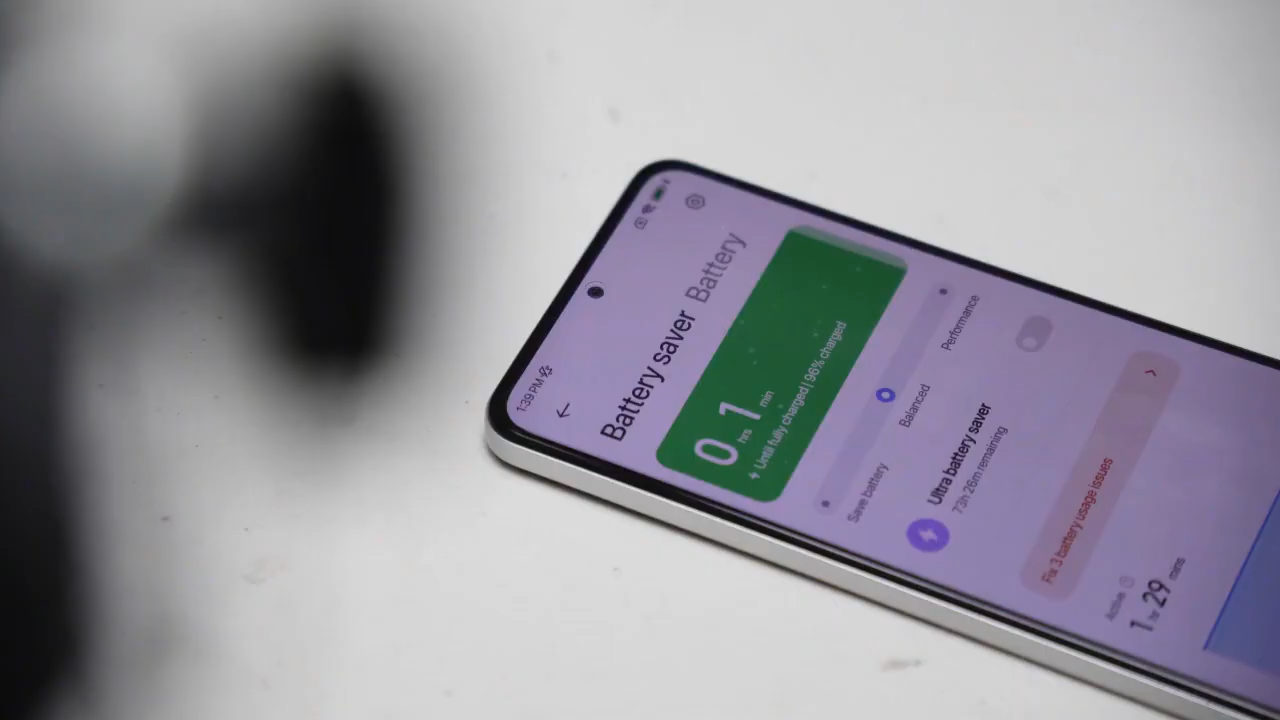 1:39 PM
Battery saver Battery
0 hrs 1 min
Until fully charged | 96% charged
Save battery Balanced Performance
Ultra battery saver
73h 26m remaining
Fix 3 battery usage issues
Active
1 hr 29 mins